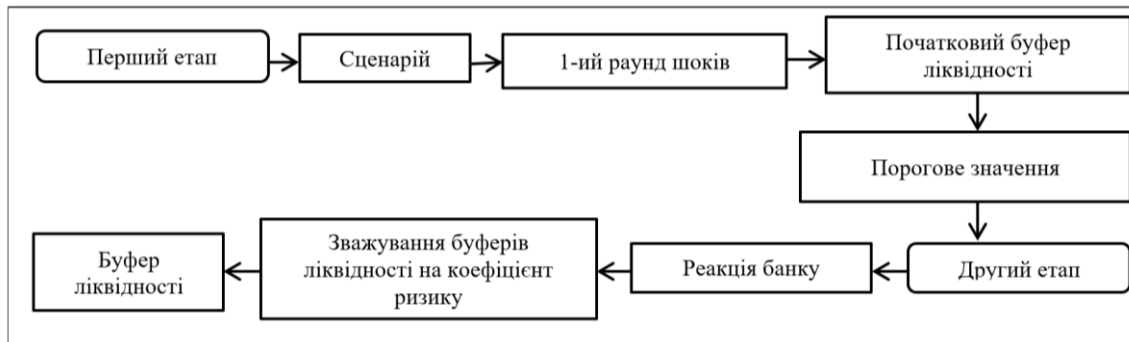 Перший етап
Сценарій
1-ий раунд шоків
Початковий буфер
ліквідності
Порогове значення
Другий етап
Реакція банку
Зважування буферів
ліквідності на коефіцієнт
ризику
Буфер
ліквідності